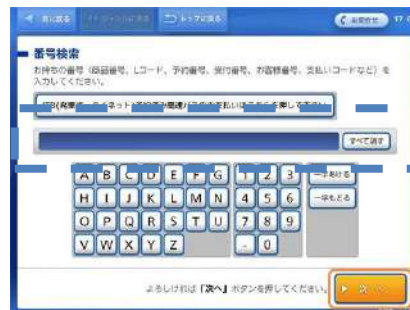 前に戻る
トップに戻る
お問合せ
番号検索
お持ちの番号（商品番号、Lコード、予約番号、受付番号、お客様番号、支払いコードなど）を
入力してください。
すべて消す
A B C D E F G 1 2 3 一字あける
H I J K L M N 4 5 6 一字もどる
O P Q R S T U 7 8 9
V W X Y Z - 0
よろしければ「次へ」ボタンを押してください。
次へ